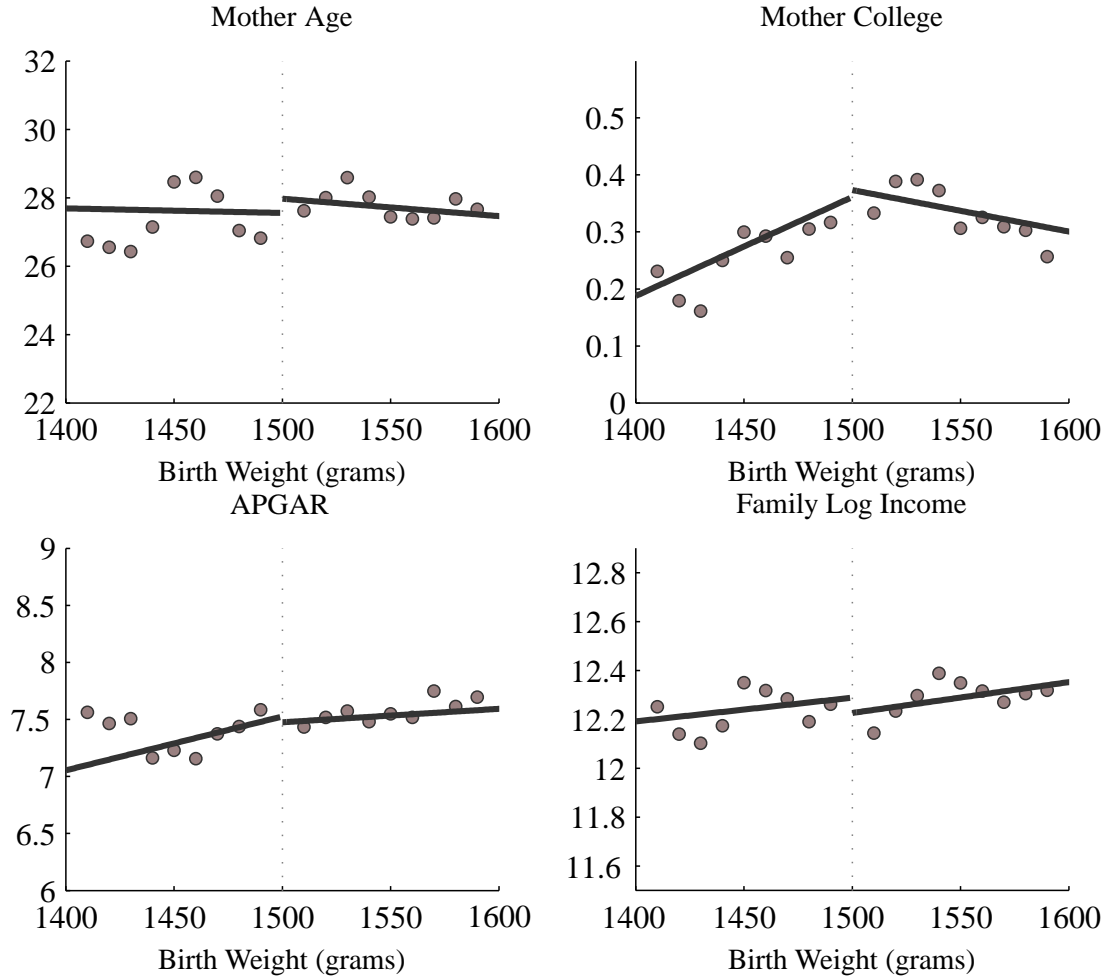 Mother Age
32
30
28
26
24
22
1400 1450 1500 1550 1600
Birth Weight (grams)
Mother College
0.5
0.4
0.3
0.2
0.1
0
1400 1450 1500 1550 1600
Birth Weight (grams)
APGAR
9
8.5
8
7.5
7
6.5
6
1400 1450 1500 1550 1600
Birth Weight (grams)
Family Log Income
12.8
12.6
12.4
12.2
12
11.8
11.6
1400 1450 1500 1550 1600
Birth Weight (grams)